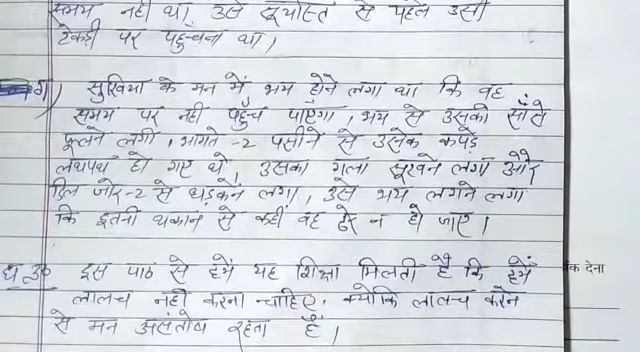 समय नहीं था, उसे सूर्यास्त से पहले उसी
टेकड़ी पर पहुचना था।
ग) सुखिया के मन में भय होने लगा था कि वह
समय पर नहीं पहुँच पाएगा, भय से उसकी साँसे
फूलने लगी, भागते -2 पसीने से उसके कपड़े
लथपथ हो गए थे, उसका गला सूखने लगा और
दिल जोर-2 से धड़कने लगा, उसे भय लगने लगा
कि इतनी थकान से कहीं वह ढेर न हो जाए।
घ उ० इस पाठ से हमें यह शिक्षा मिलती है कि हमें
लालच नहीं करना चाहिए, क्योकि लालच करने
से मन असंतोष रहता है।
क देना